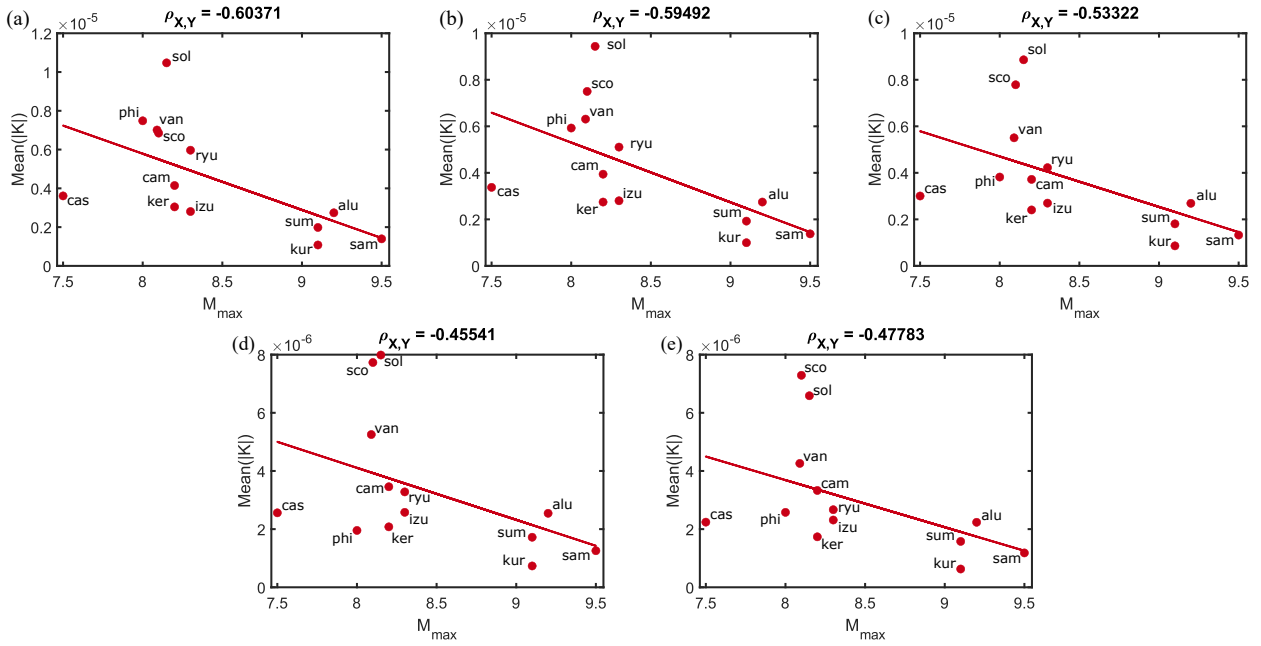 (a)
ρX,Y = -0.60371
×10-5
1.2
1
0.8
0.6
0.4
0.2
0
Mean(|K|)
sol
phi
van
sco
ryu
cam
cas
ker
izu
alu
sum
kur
sam
7.5
8
8.5
9
9.5
Mmax
(b)
ρX,Y = -0.59492
×10-5
1
0.8
0.6
0.4
0.2
0
Mean(|K|)
sol
sco
van
phi
ryu
cam
cas
ker
izu
alu
sum
kur
sam
7.5
8
8.5
9
9.5
Mmax
(c)
ρX,Y = -0.53322
×10-5
1
0.8
0.6
0.4
0.2
0
Mean(|K|)
sol
sco
van
ryu
phi
cam
cas
ker
izu
alu
sum
kur
sam
7.5
8
8.5
9
9.5
Mmax
(d)
ρX,Y = -0.45541
×10-6
8
6
4
2
0
Mean(|K|)
sol
sco
van
cam
ryu
cas
izu
phi
ker
alu
sum
kur
sam
7.5
8
8.5
9
9.5
Mmax
(e)
ρX,Y = -0.47783
×10-6
8
6
4
2
0
Mean(|K|)
sco
sol
van
cam
ryu
cas
phi
izu
ker
alu
sum
kur
sam
7.5
8
8.5
9
9.5
Mmax